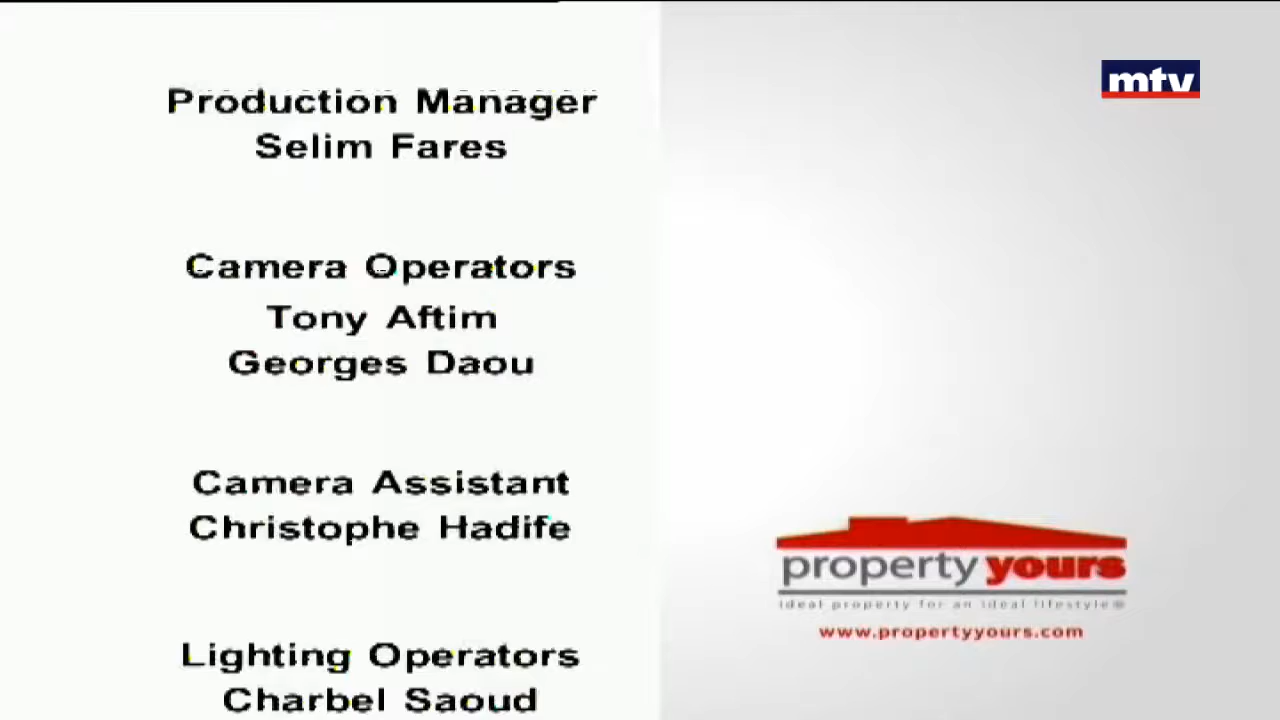 Production Manager
Selim Fares
Camera Operators
Tony Aftim
Georges Daou
Camera Assistant
Christophe Hadife
Lighting Operators
Charbel Saoud
mtv
property yours
ideal property for an ideal lifestyle®
www.propertyyours.com